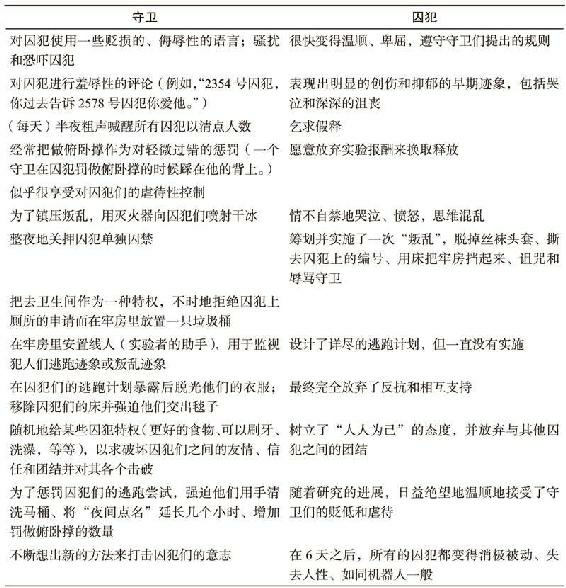 守卫
囚犯
对囚犯使用一些贬损的、侮辱性的语言；骚扰
和恐吓囚犯
很快变得温顺、卑屈，遵守守卫们提出的规则
对囚犯进行羞辱性的评论（例如，“2354 号囚犯，
你过去告诉 2578 号囚犯你爱他。”）
表现出明显的创伤和抑郁的早期迹象，包括哭
泣和深深的沮丧
（每天）半夜粗声喊醒所有囚犯以清点人数
乞求假释
经常把做俯卧撑作为对轻微过错的惩罚（一个
守卫在囚犯罚做俯卧撑的时候踩在他的背上。）
愿意放弃实验报酬来换取释放
似乎很享受对囚犯们的虐待性控制
为了镇压叛乱，用灭火器向囚犯们喷射干冰
情不自禁地哭泣、愤怒，思维混乱
整夜地关押囚犯单独囚禁
筹划并实施了一次“叛乱”，脱掉丝袜头套、撕
去囚服上的编号、用床把牢房挡起来、诅咒和
辱骂守卫
把去卫生间作为一种特权，不时地拒绝囚犯上
厕所的申请而在牢房里放置一只垃圾桶
在牢房里安置线人（实验者的助手），用于监视
犯人们逃跑迹象或叛乱迹象
设计了详尽的逃跑计划，但一直没有实施
在囚犯们的逃跑计划暴露后脱光他们的衣服；
移除囚犯们的床并强迫他们交出毯子
最终完全放弃了反抗和相互支持
随机地给某些囚犯特权（更好的食物、可以刷牙、
洗澡，等等），以求破坏囚犯们之间的友情、信
任和团结并对其各个击破
树立了“人人为己”的态度，并放弃与其他囚
犯之间的团结
为了惩罚囚犯们的逃跑尝试，强迫他们用手清
洗马桶、将“夜间点名”延长几个小时、增加
罚做俯卧撑的数量
随着研究的进展，日益绝望地温顺地接受了守
卫们的贬低和虐待
不断想出新的方法来打击囚犯们的意志
在 6 天之后，所有的囚犯都变得消极被动、失
去人性、如同机器人一般